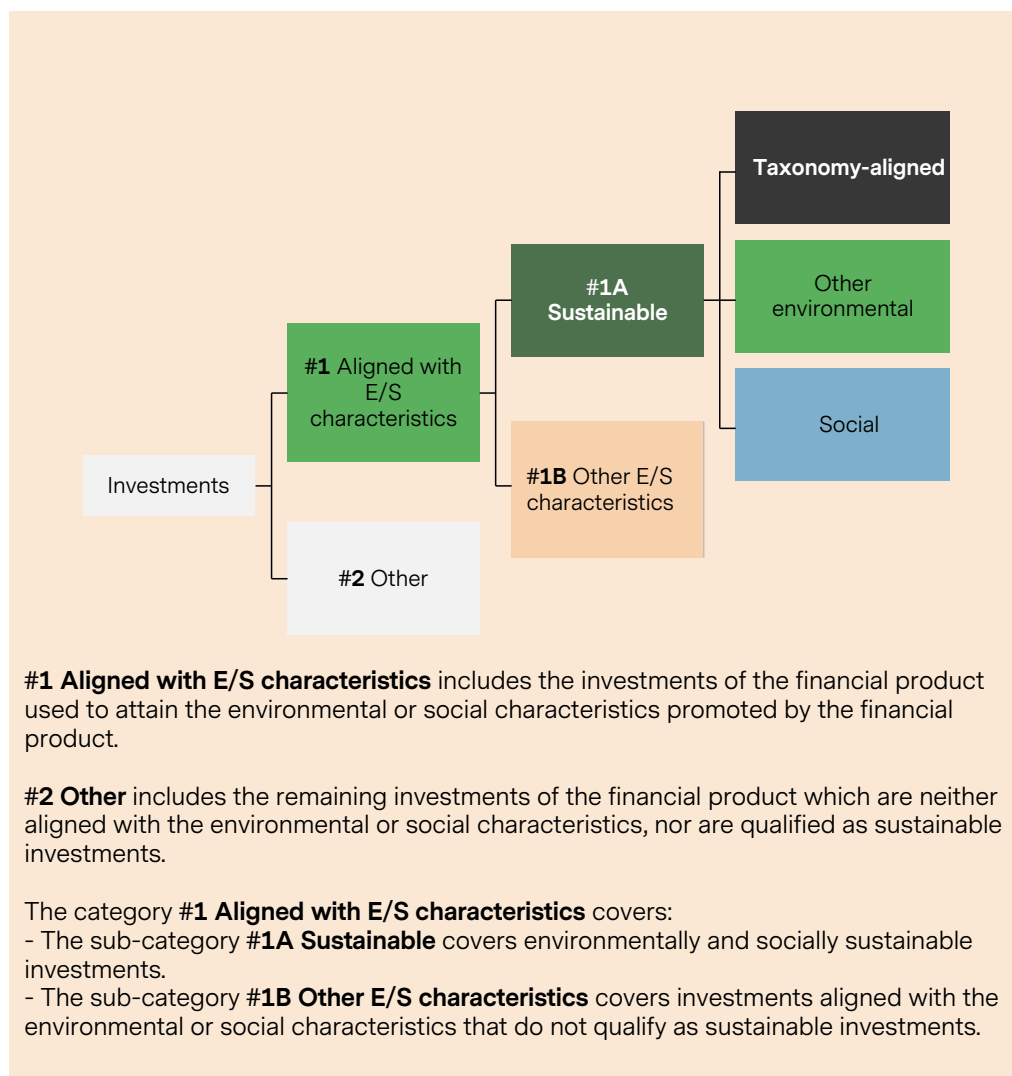 Taxonomy-aligned
#1A
Sustainable
Other
environmental
#1 Aligned with
E/S
characteristics
Social
#1B Other E/S
characteristics
Investments
#2 Other
#1 Aligned with E/S characteristics includes the investments of the financial product
used to attain the environmental or social characteristics promoted by the financial
product.
#2 Other includes the remaining investments of the financial product which are neither
aligned with the environmental or social characteristics, nor are qualified as sustainable
investments.
The category #1 Aligned with E/S characteristics covers:
- The sub-category #1A Sustainable covers environmentally and socially sustainable
investments.
- The sub-category #1B Other E/S characteristics covers investments aligned with the
environmental or social characteristics that do not qualify as sustainable investments.